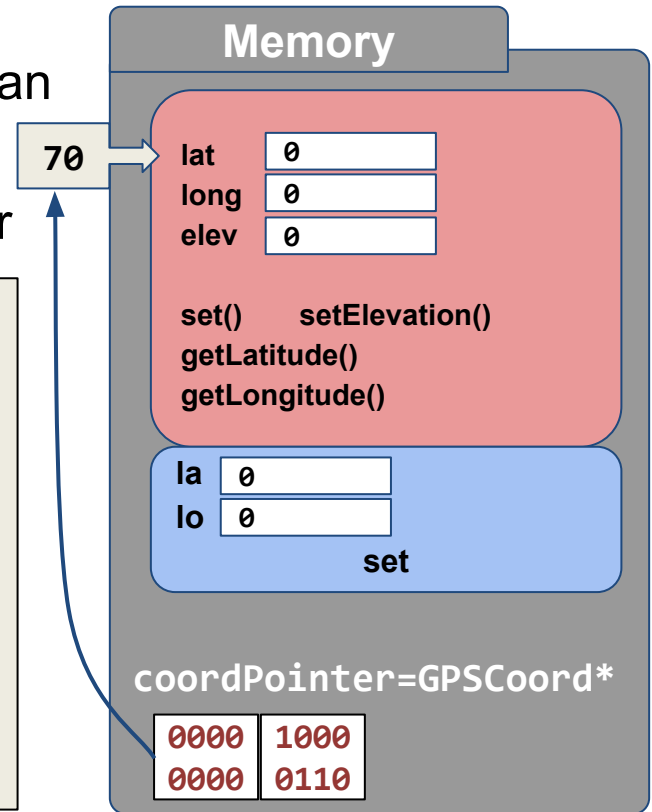 Memory
an
70
r
lat 0
long 0
elev 0
set() setElevation()
getLatitude()
getLongitude()
la 0
lo 0
set
coordPointer=GPSCoord*
0000 1000
0000 0110